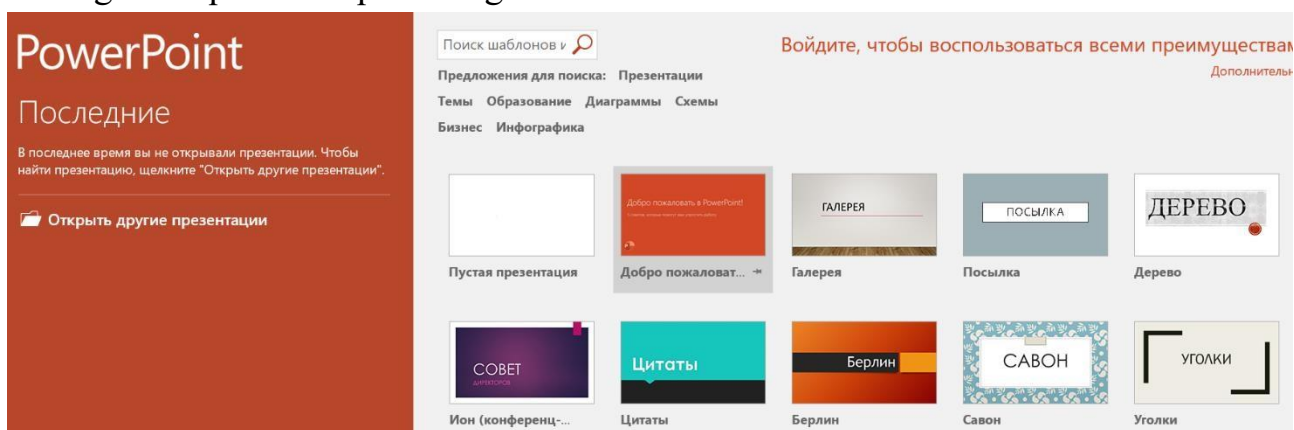 PowerPoint
Последние
В последнее время вы не открывали презентации. Чтобы
найти презентацию, щелкните "Открыть другие презентации".
Открыть другие презентации
Поиск шаблонов и
Войдите, чтобы воспользоваться всеми преимуществам
Дополнительн
Предложения для поиска: Презентации
Темы Образование Диаграммы Схемы
Бизнес Инфографика
Добро пожаловать в PowerPoint!
ГАЛЕРЕЯ
ПОСЫЛКА
ДЕРЕВО
Пустая презентация
Добро пожаловат...
Галерея
Посылка
Дерево
СОВЕТ
ДИРЕКТОРОВ
Цитаты
Берлин
САВОН
УГОЛКИ
Ион (конференц-...
Цитаты
Берлин
Савон
Уголки